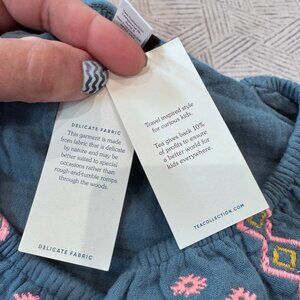 DELICATE FABRIC
This garment is made
from fabric that is delicate
by nature and may be
better suited to special
occasions rather than
rough-and-tumble romps
through the woods.
DELICATE FABRIC
Travel inspired style
for curious kids.
Tea gives back 10%
of profits to ensure
a better world for
kids everywhere.
TEACOLLECTION.COM